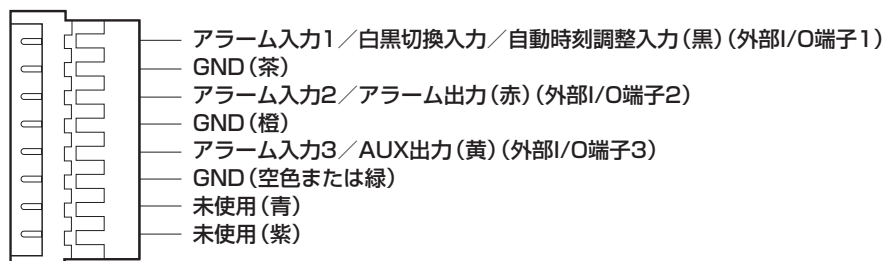 アラーム入力1／白黒切換入力／自動時刻調整入力（黒）（外部I/O端子1）
GND（茶）
アラーム入力2／アラーム出力（赤）（外部I/O端子2）
GND（橙）
アラーム入力3／AUX出力（黄）（外部I/O端子3）
GND（空色または緑）
未使用（青）
未使用（紫）